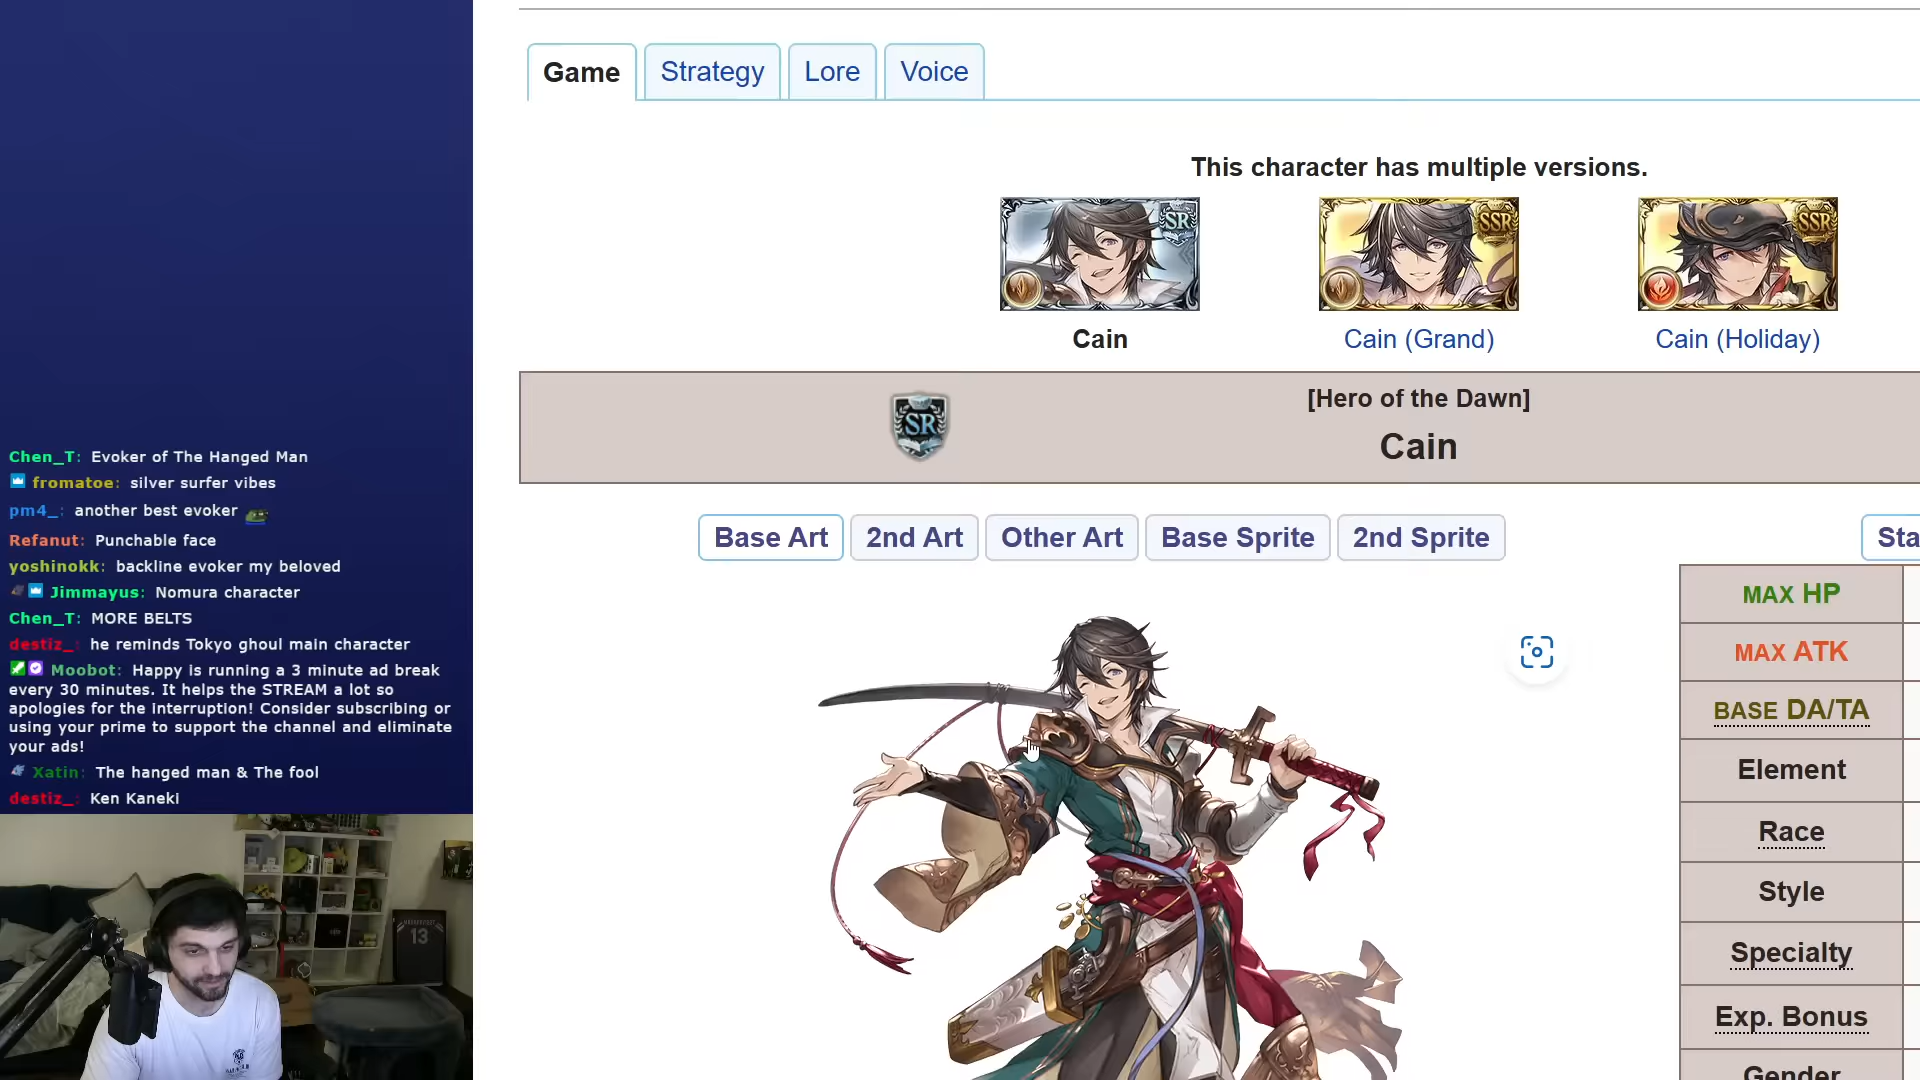 Game
Strategy
Lore
Voice
This character has multiple versions.
SR
SSR
SSR
Cain
Cain (Grand)
Cain (Holiday)
SR
[Hero of the Dawn]
Cain
Base Art
2nd Art
Other Art
Base Sprite
2nd Sprite
Sta
MAX HP
MAX ATK
BASE DA/TA
Element
Race
Style
Specialty
Exp. Bonus
Gender
Chen_T: Evoker of The Hanged Man
fromatoe: silver surfer vibes
pm4_: another best evoker
Refanut: Punchable face
yoshinokk: backline evoker my beloved
Jimmayus: Nomura character
Chen_T: MORE BELTS
destiz_: he reminds Tokyo ghoul main character
Moobot: Happy is running a 3 minute ad break
every 30 minutes. It helps the STREAM a lot so
apologies for the interruption! Consider subscribing or
using your prime to support the channel and eliminate
your ads!
Xatin: The hanged man & The fool
destiz_: Ken Kaneki
13